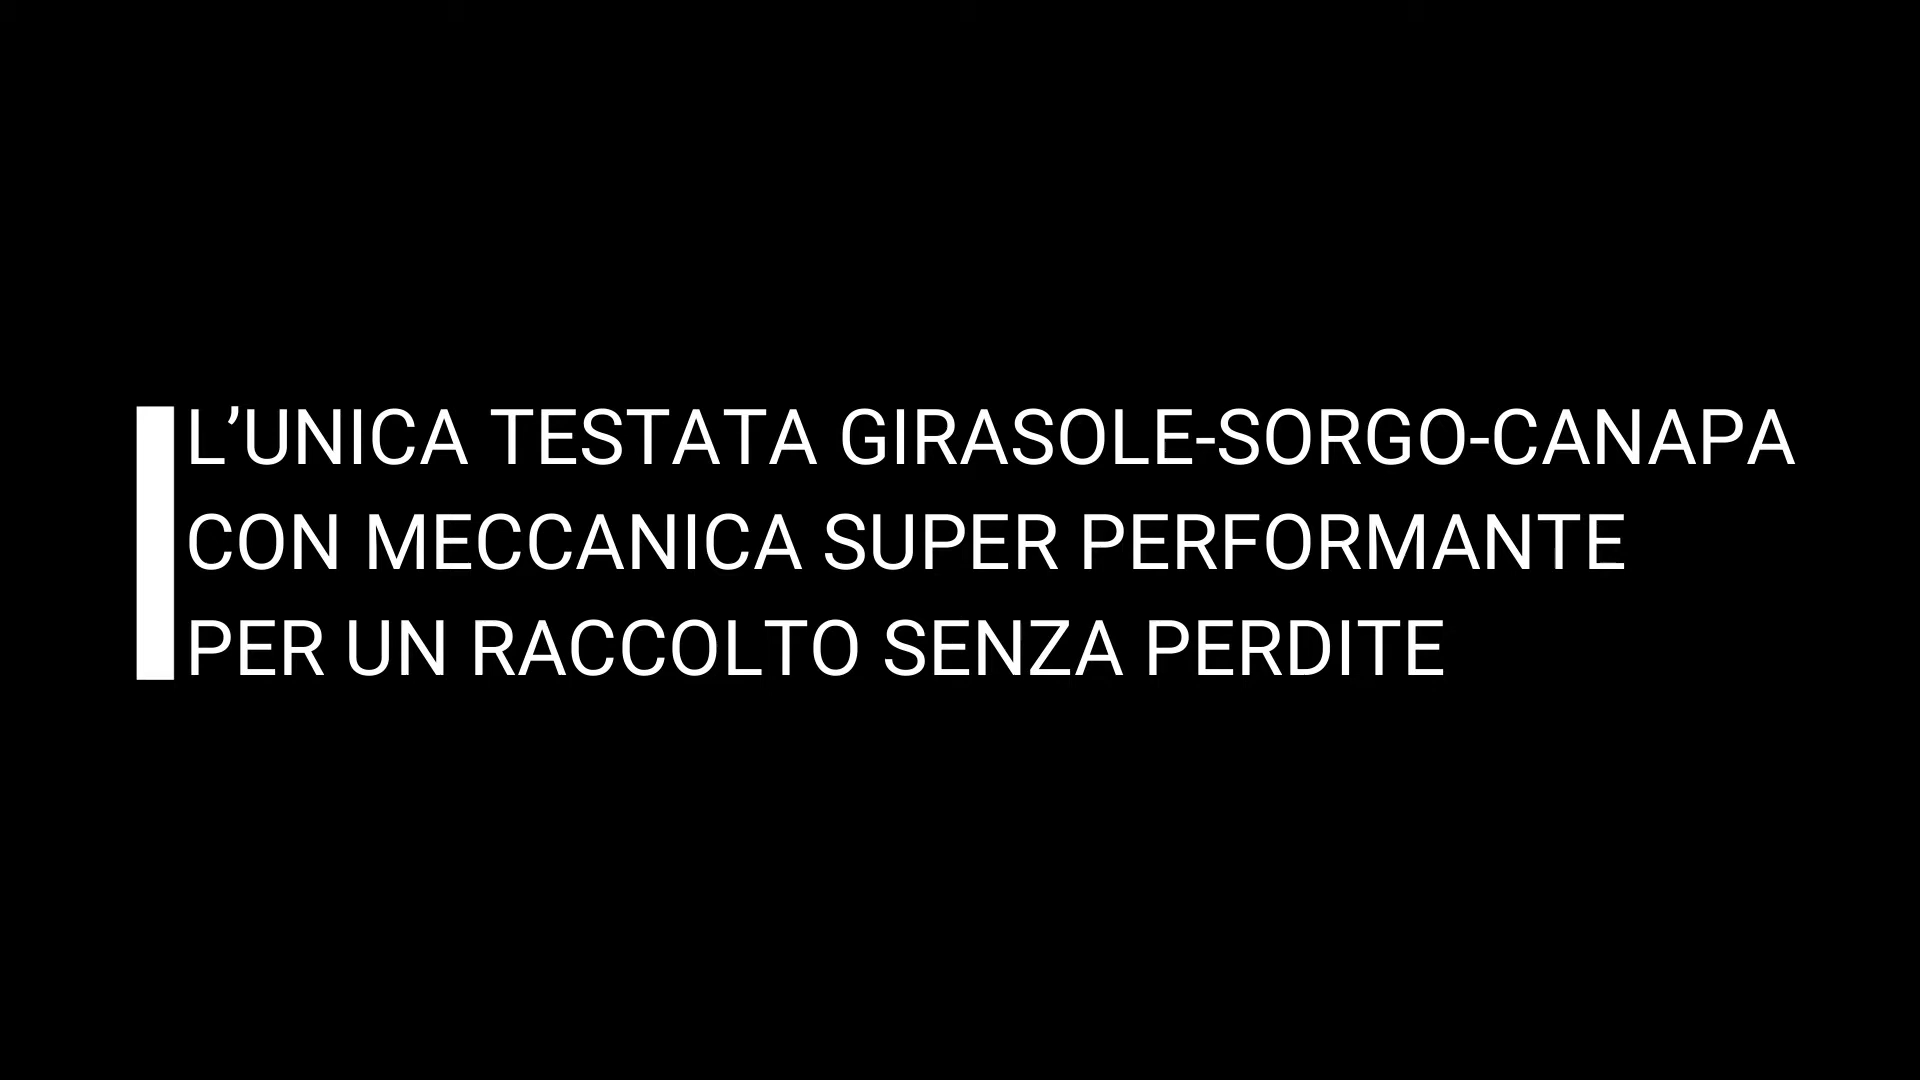 L’UNICA TESTATA GIRASOLE-SORGO-CANAPA
CON MECCANICA SUPER PERFORMANTE
PER UN RACCOLTO SENZA PERDITE